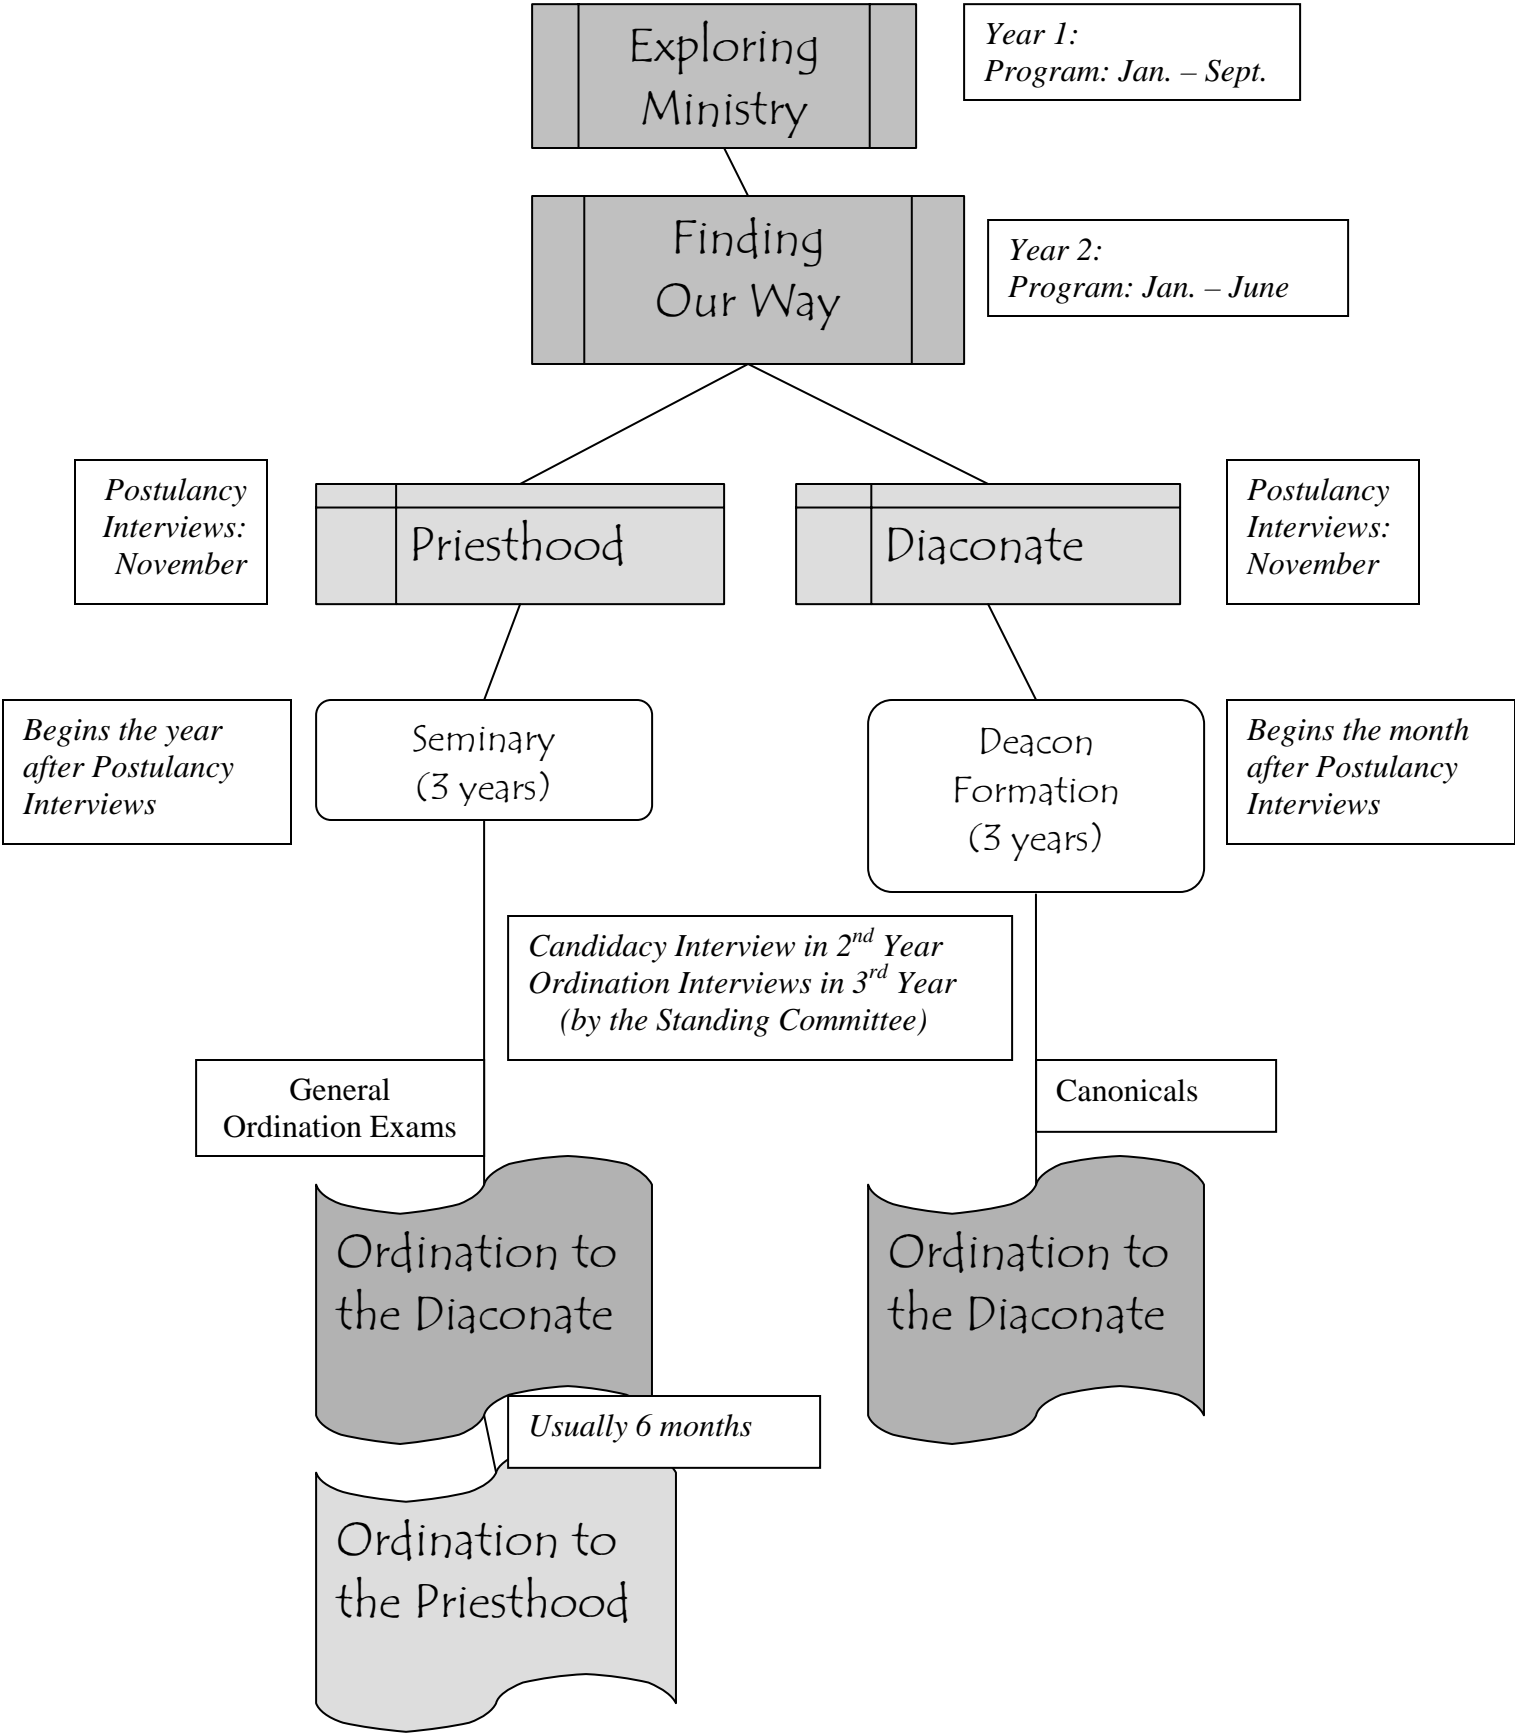 Exploring
Ministry
Year 1:
Program: Jan. – Sept.
Finding
Our Way
Year 2:
Program: Jan. – June
Postulancy
Interviews:
November
Priesthood
Diaconate
Postulancy
Interviews:
November
Begins the year
after Postulancy
Interviews
Seminary
(3 years)
Deacon
Formation
(3 years)
Begins the month
after Postulancy
Interviews
Candidacy Interview in 2nd Year
Ordination Interviews in 3rd Year
(by the Standing Committee)
General
Ordination Exams
Canonicals
Ordination to
the Diaconate
Ordination to
the Diaconate
Usually 6 months
Ordination to
the Priesthood